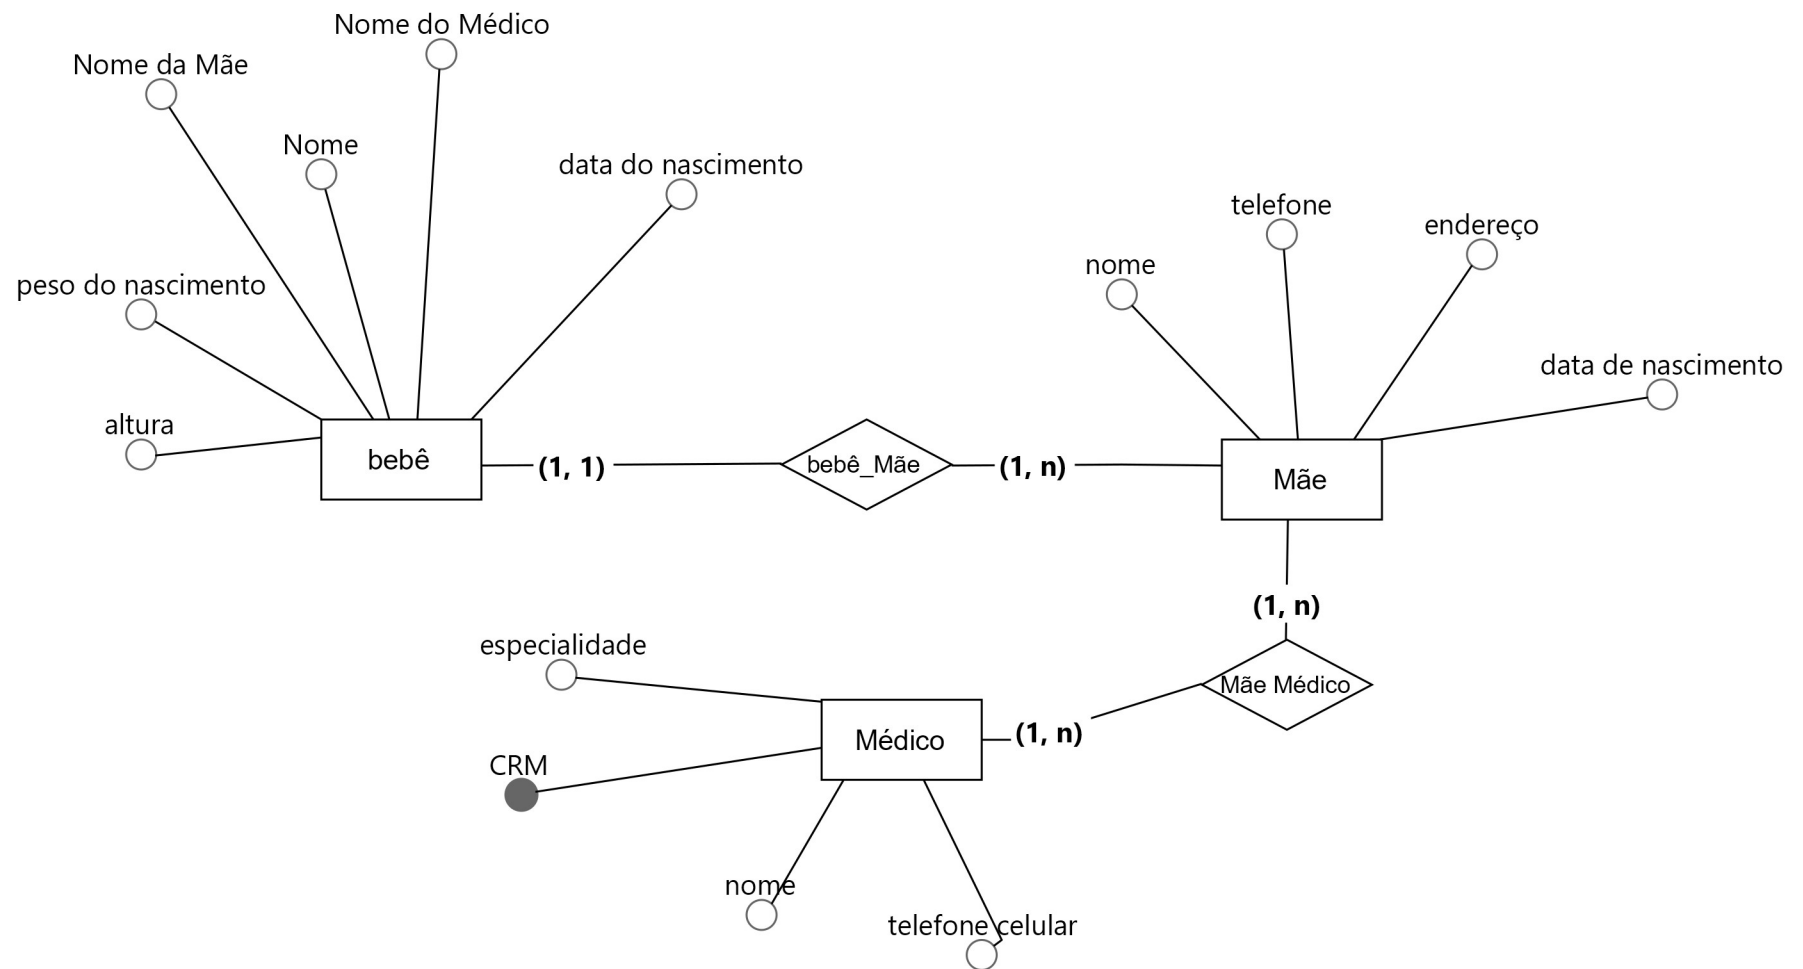 Nome do Médico
Nome da Mãe
Nome
data do nascimento
peso do nascimento
altura
bebê
(1, 1)
bebê_Mãe
(1, n)
telefone
endereço
nome
data de nascimento
Mãe
(1, n)
Mãe Médico
(1, n)
Médico
especialidade
CRM
nome
telefone celular